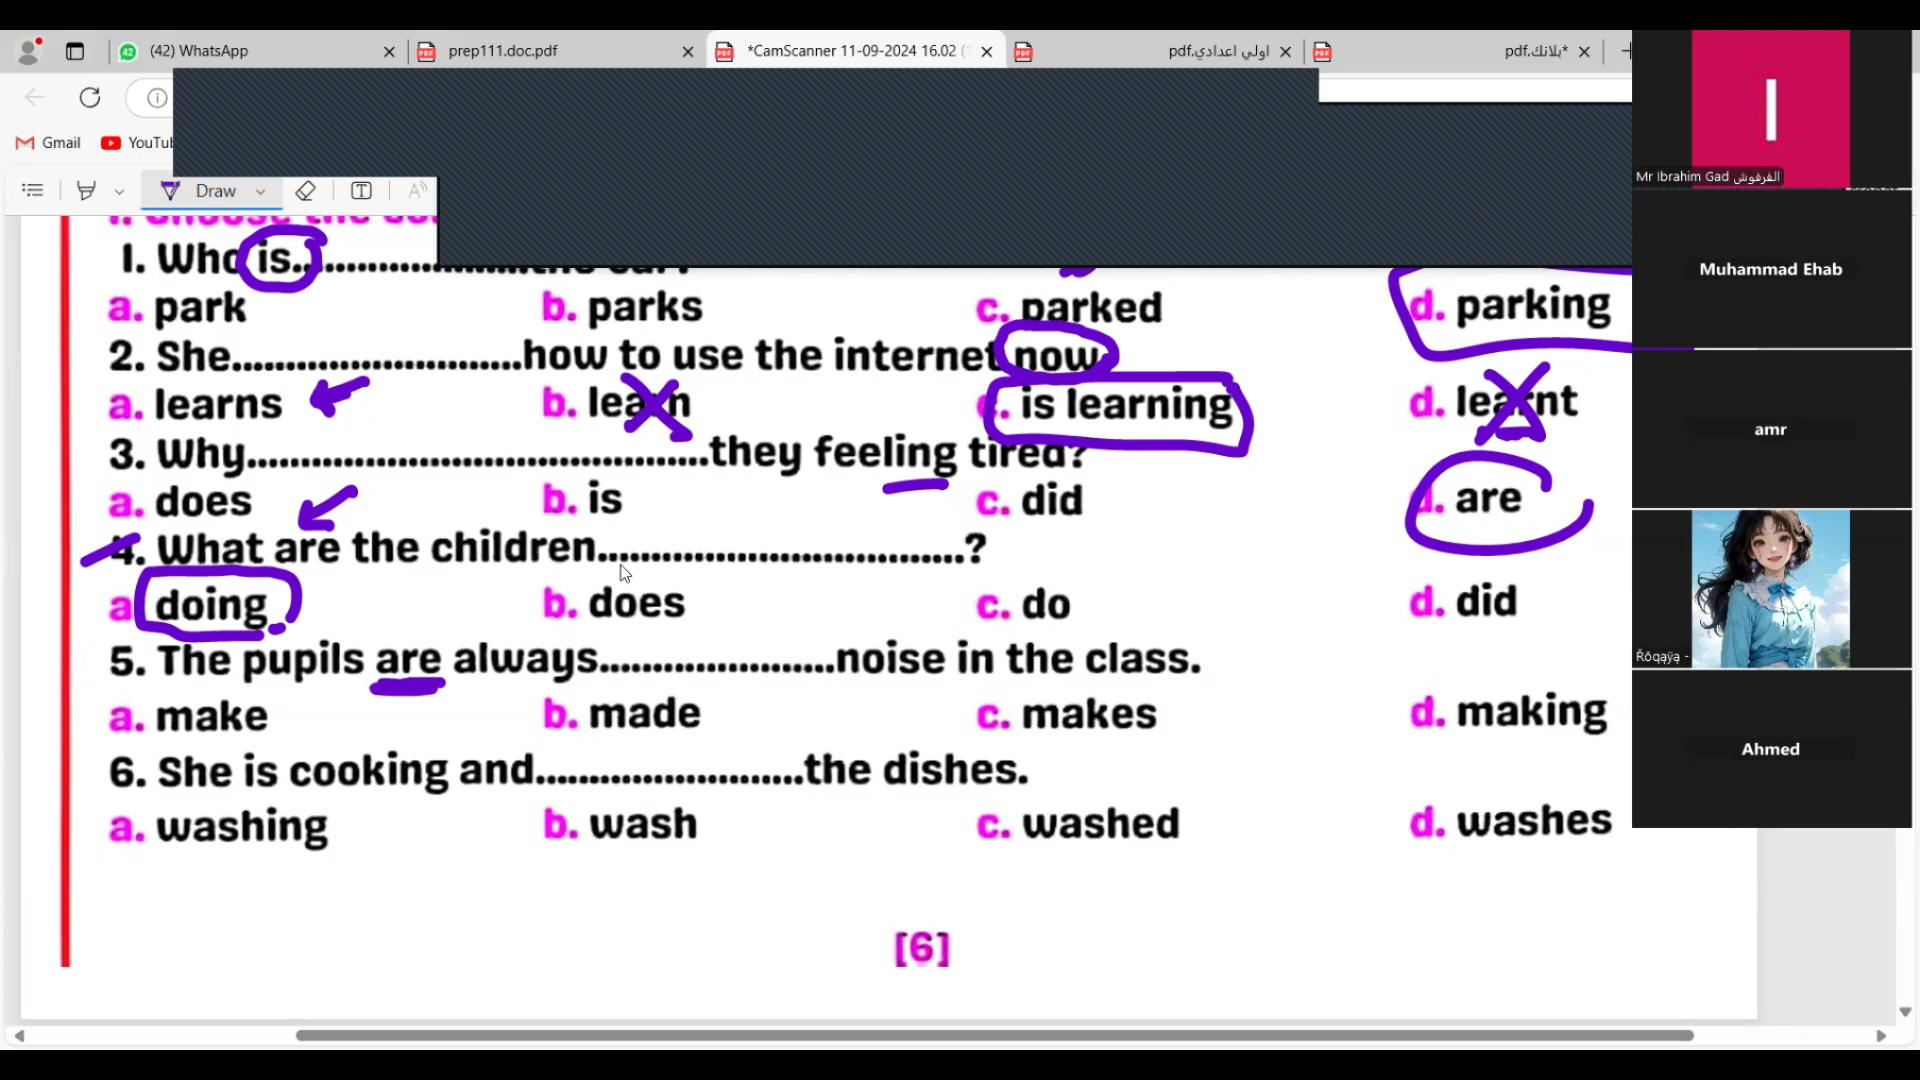 (42) WhatsApp
prep111.doc.pdf
*CamScanner 11-09-2024 16.02 (
اولي اعدادي.pdf
*بلانك.pdf
Gmail
YouTub
Draw
Mr Ibrahim Gad الفرفوش
Muhammad Ehab
amr
Röqaÿą -
Ahmed
1. Who is..........................the car?
a. park b. parks c. parked d. parking
2. She..........................how to use the internet now
a. learns b. learn c. is learning d. learnt
3. Why..........................................they feeling tired?
a. does b. is c. did d. are
4. What are the children.................................?
a. doing b. does c. do d. did
5. The pupils are always.....................noise in the class.
a. make b. made c. makes d. making
6. She is cooking and........................the dishes.
a. washing b. wash c. washed d. washes
[6]